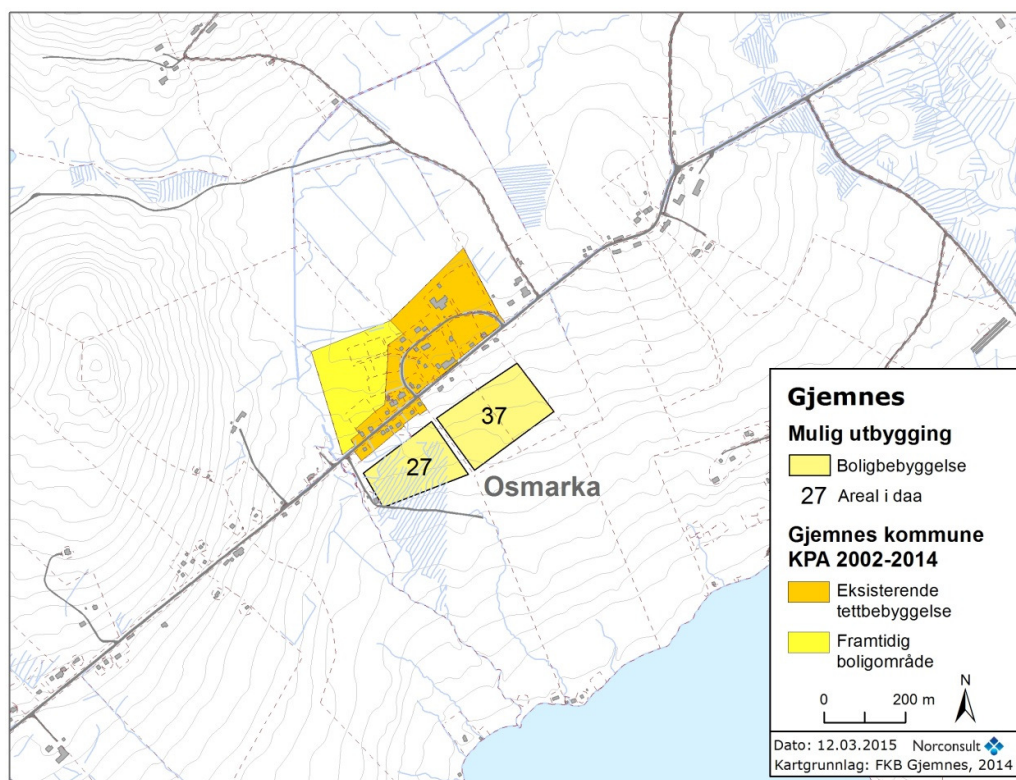 37
27
Osmarka
Gjemnes
Mulig utbygging
Boligbebyggelse
27 Areal i daa
Gjemnes kommune
KPA 2002-2014
Eksisterende
tettbebyggelse
Framtidig
boligområde
N
0 200 m
Dato: 12.03.2015 Norconsult
Kartgrunnlag: FKB Gjemnes, 2014